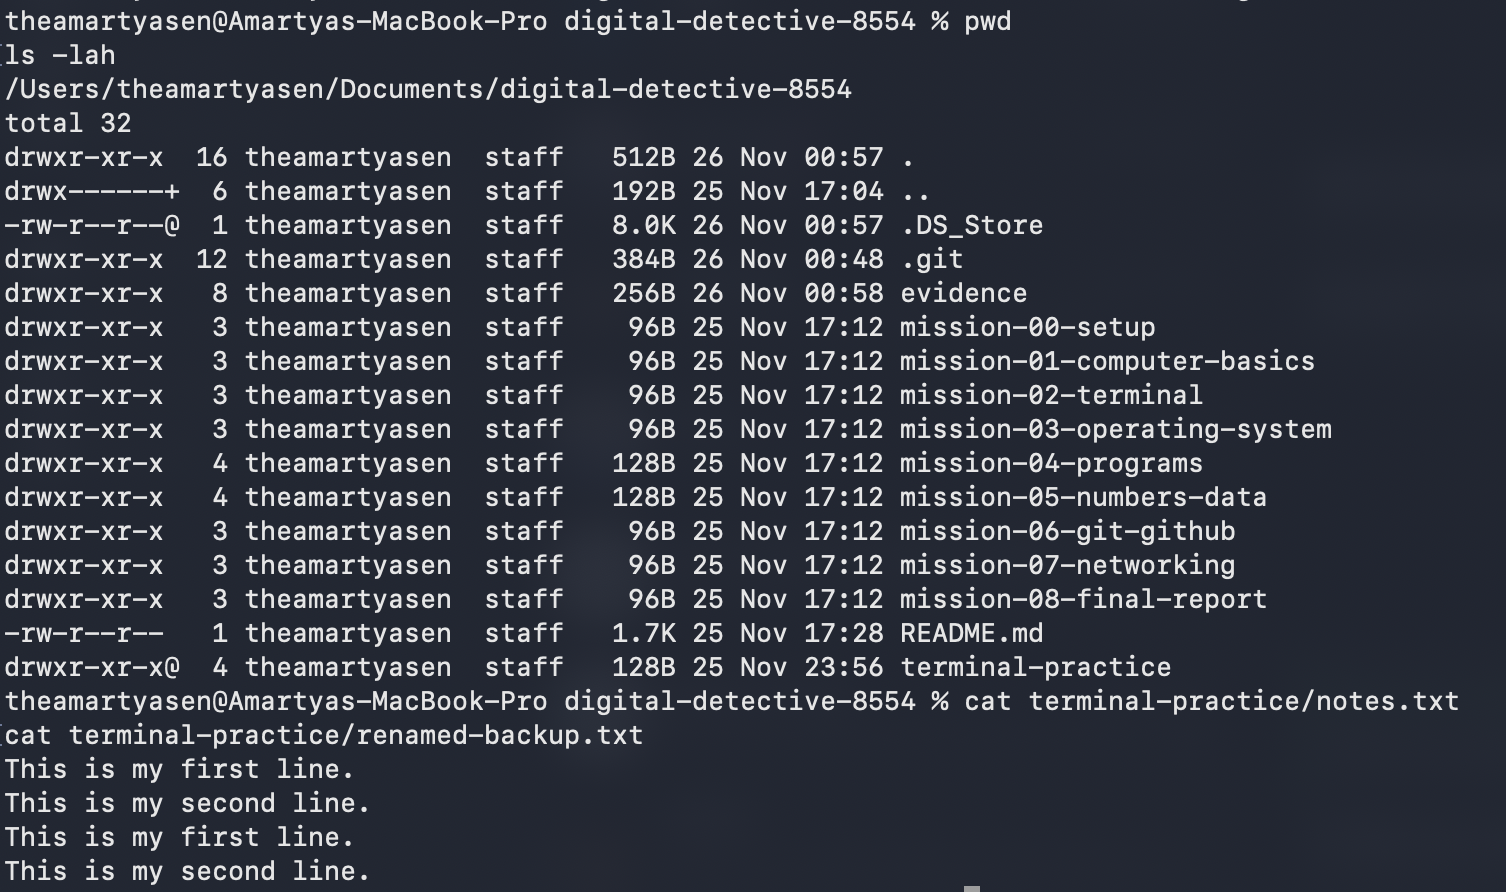 theamartyasen@Amartyas-MacBook-Pro digital-detective-8554 % pwd
ls -lah
/Users/theamartyasen/Documents/digital-detective-8554
total 32
drwxr-xr-x  16 theamartyasen  staff   512B 26 Nov 00:57 .
drwx------+  6 theamartyasen  staff   192B 25 Nov 17:04 ..
-rw-r--r--@  1 theamartyasen  staff   8.0K 26 Nov 00:57 .DS_Store
drwxr-xr-x  12 theamartyasen  staff   384B 26 Nov 00:48 .git
drwxr-xr-x   8 theamartyasen  staff   256B 26 Nov 00:58 evidence
drwxr-xr-x   3 theamartyasen  staff    96B 25 Nov 17:12 mission-00-setup
drwxr-xr-x   3 theamartyasen  staff    96B 25 Nov 17:12 mission-01-computer-basics
drwxr-xr-x   3 theamartyasen  staff    96B 25 Nov 17:12 mission-02-terminal
drwxr-xr-x   3 theamartyasen  staff    96B 25 Nov 17:12 mission-03-operating-system
drwxr-xr-x   4 theamartyasen  staff   128B 25 Nov 17:12 mission-04-programs
drwxr-xr-x   4 theamartyasen  staff   128B 25 Nov 17:12 mission-05-numbers-data
drwxr-xr-x   3 theamartyasen  staff    96B 25 Nov 17:12 mission-06-git-github
drwxr-xr-x   3 theamartyasen  staff    96B 25 Nov 17:12 mission-07-networking
drwxr-xr-x   3 theamartyasen  staff    96B 25 Nov 17:12 mission-08-final-report
-rw-r--r--   1 theamartyasen  staff   1.7K 25 Nov 17:28 README.md
drwxr-xr-x@  4 theamartyasen  staff   128B 25 Nov 23:56 terminal-practice
theamartyasen@Amartyas-MacBook-Pro digital-detective-8554 % cat terminal-practice/notes.txt
cat terminal-practice/renamed-backup.txt
This is my first line.
This is my second line.
This is my first line.
This is my second line.